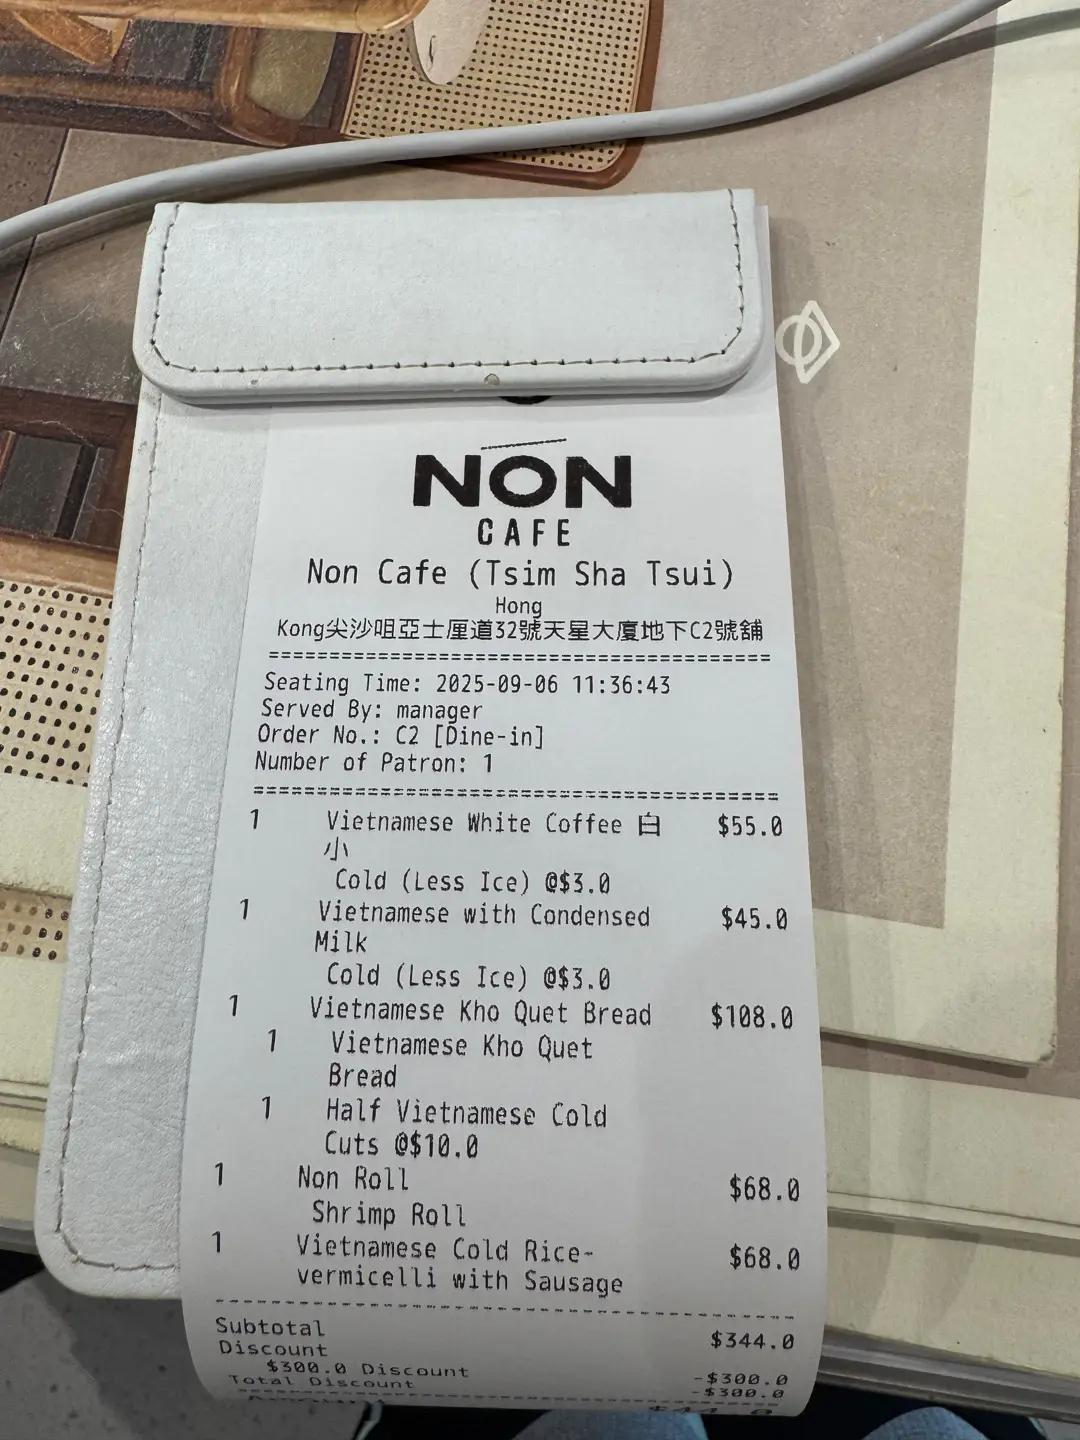 NÓN
CAFE
Non Cafe (Tsim Sha Tsui)
Hong
Kong尖沙咀亞士厘道32號天星大廈地下C2號舖
========================================
Seating Time: 2025-09-06 11:36:43
Served By: manager
Order No.: C2 [Dine-in]
Number of Patron: 1
========================================
1 Vietnamese White Coffee 白 $55.0
小
Cold (Less Ice) @$3.0
1 Vietnamese with Condensed $45.0
Milk
Cold (Less Ice) @$3.0
1 Vietnamese Kho Quet Bread $108.0
1 Vietnamese Kho Quet
Bread
1 Half Vietnamese Cold
Cuts @$10.0
1 Non Roll $68.0
Shrimp Roll
1 Vietnamese Cold Rice- $68.0
vermicelli with Sausage
----------------------------------------
Subtotal $344.0
Discount
$300.0 Discount -$300.0
Total Discount -$300.0
========================================